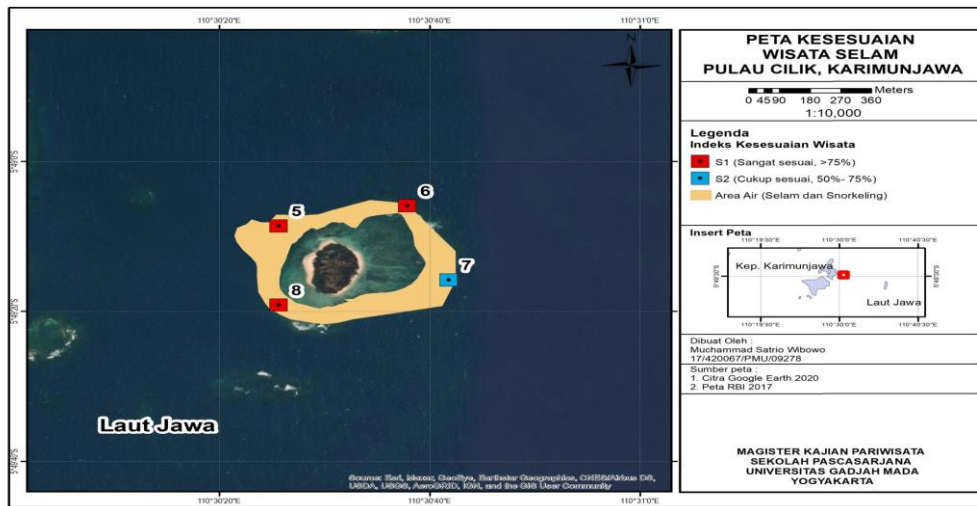 110°30'20"E
110°30'40"E
110°31'0"E
N
6
5
7
8
Laut Jawa
Source: Esri, Maxar, GeoEye, Earthstar Geographics, CNES/Airbus DS,
USDA, USGS, AeroGRID, IGN, and the GIS User Community
110°30'20"E
110°30'40"E
110°31'0"E
PETA KESESUAIAN
WISATA SELAM
PULAU CILIK, KARIMUNJAWA
Meters
0 45 90 180 270 360
1:10,000
Legenda
Indeks Kesesuaian Wisata
S1 (Sangat sesuai, >75%)
S2 (Cukup sesuai, 50%- 75%)
Area Air (Selam dan Snorkeling)
Insert Peta
Kep. Karimunjawa
Laut Jawa
Dibuat Oleh :
Muchammad Satrio Wibowo
17/420067/PMU/09278
Sumber peta :
1. Citra Google Earth 2020
2. Peta RBI 2017
MAGISTER KAJIAN PARIWISATA
SEKOLAH PASCASARJANA
UNIVERSITAS GADJAH MADA
YOGYAKARTA